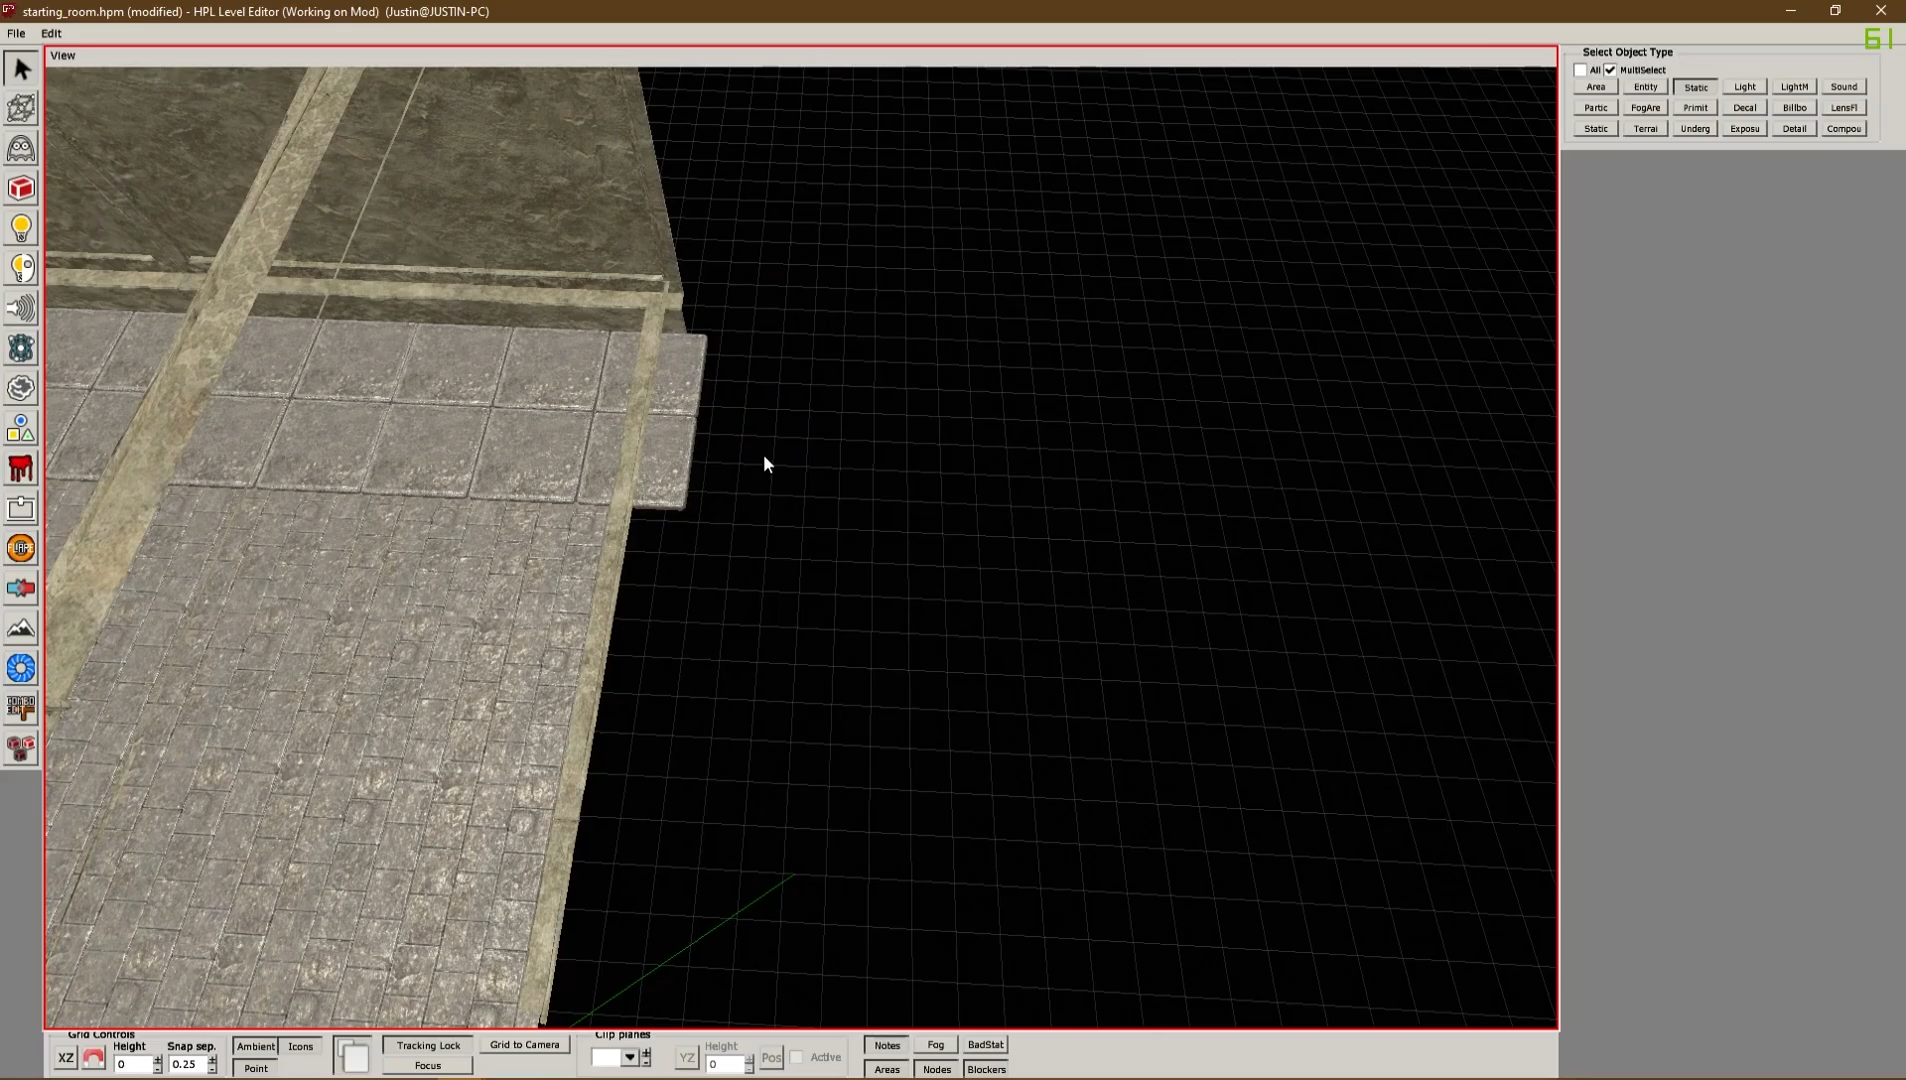 starting_room.hpm (modified) - HPL Level Editor (Working on Mod)  (Justin@JUSTIN-PC)
File Edit
61
View
Select Object Type
All MultiSelect
Area Entity Static Light LightM Sound
Partic FogAre Primit Decal Billbo LensFl
Static Terrai Underg Exposu Detail Compou
FLARE
COMBO
Grid Controls
Clip planes
XZ Height Snap sep. Ambient Icons Tracking Lock Grid to Camera Height Notes Fog BadStat
0 0.25 Point Focus YZ 0 Pos Active Areas Nodes Blockers